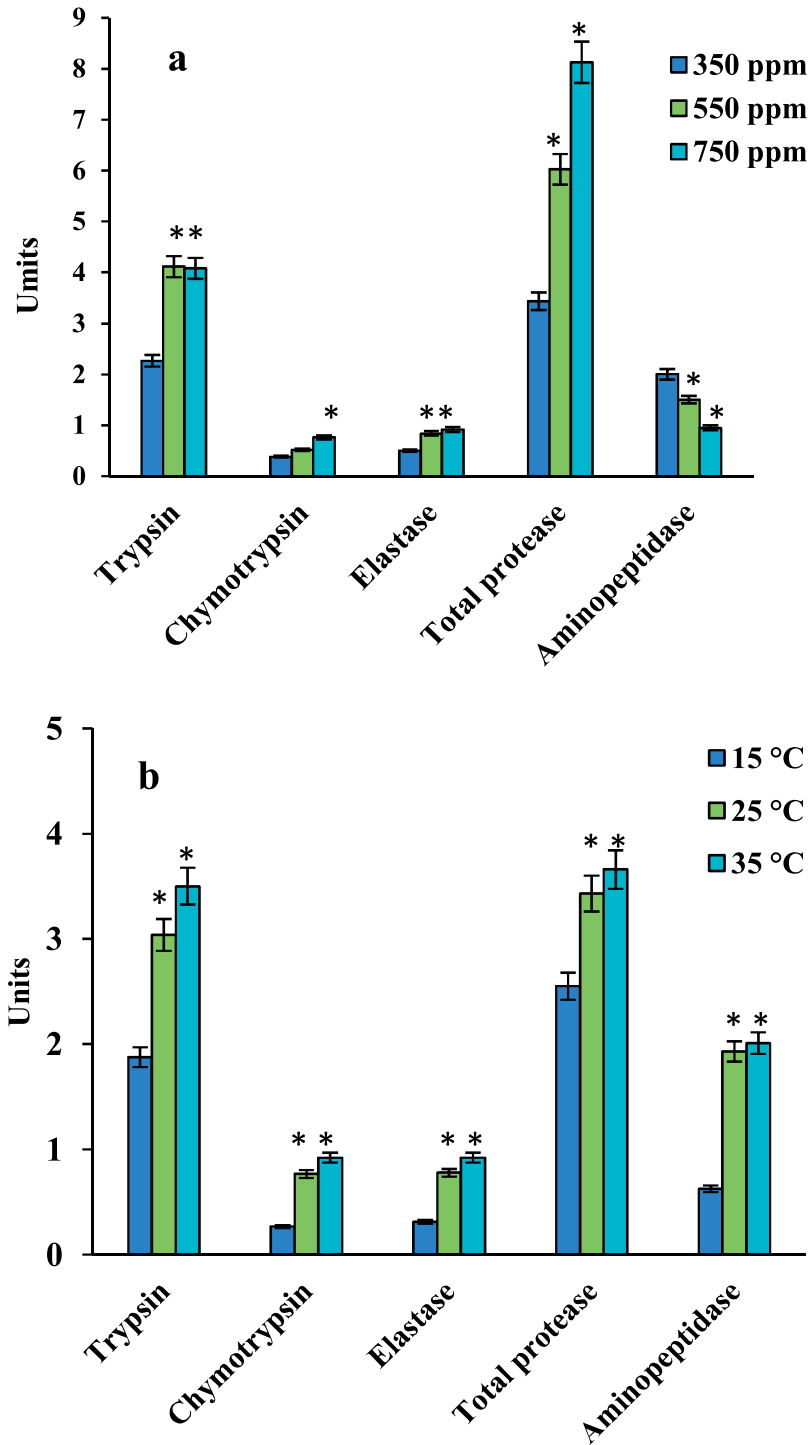 a
9
8
7
6
5
4
3
2
1
0
Umits
350 ppm
550 ppm
750 ppm
**
*
**
*
*
*
*
Trypsin
Chymotrypsin
Elastase
Total protease
Aminopeptidase
b
5
4
3
2
1
0
Units
15 °C
25 °C
35 °C
* *
* *
* *
* *
* *
Trypsin
Chymotrypsin
Elastase
Total protease
Aminopeptidase